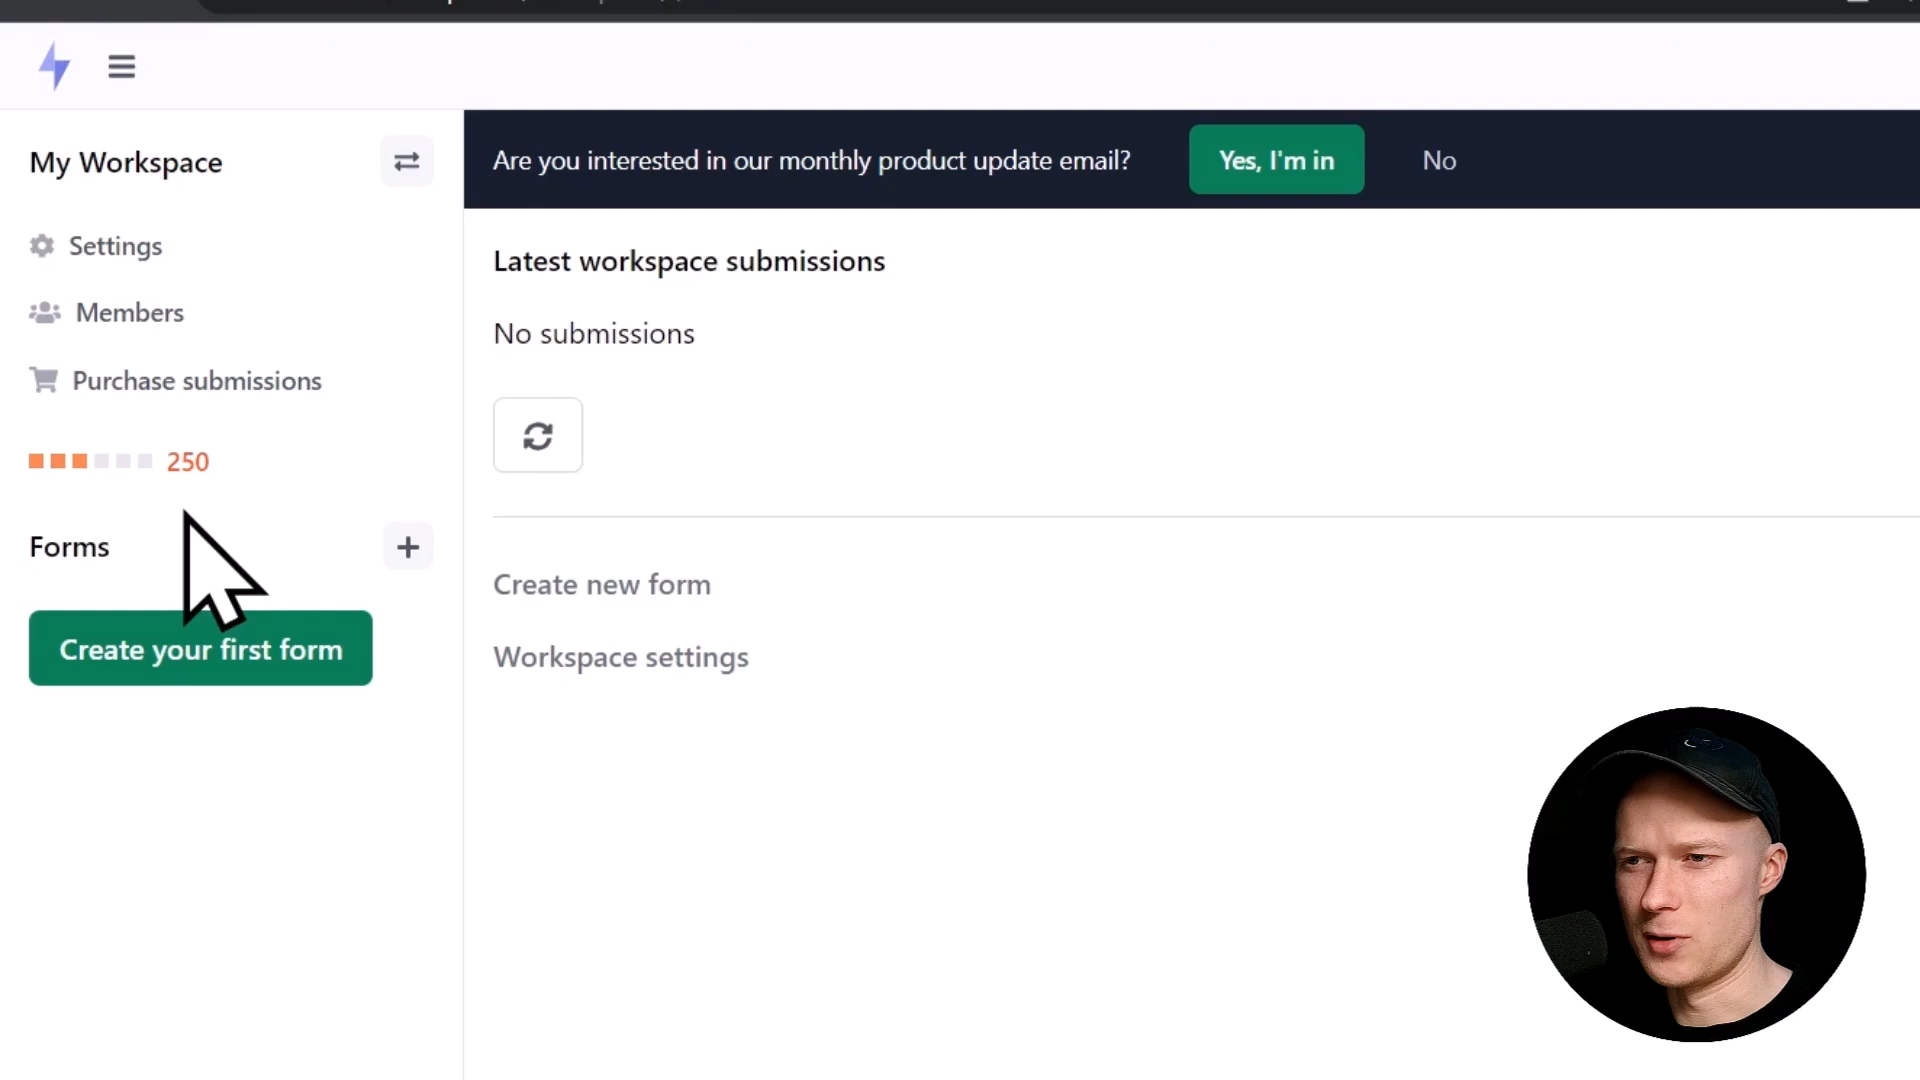 My Workspace
Settings
Members
Purchase submissions
250
Forms
Create your first form
Are you interested in our monthly product update email?
Yes, I'm in
No
Latest workspace submissions
No submissions
Create new form
Workspace settings